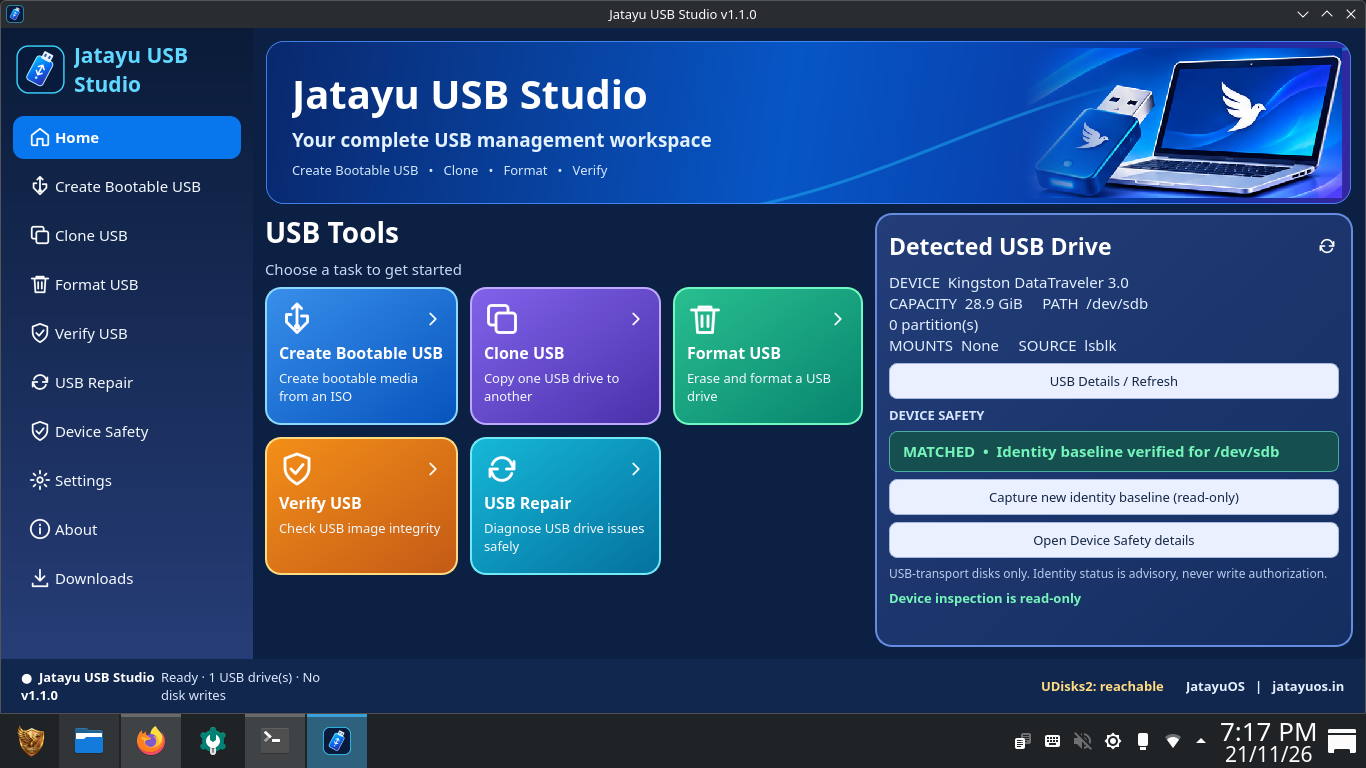 Jatayu USB Studio v1.1.0
Jatayu USB
Studio
Home
Create Bootable USB
Clone USB
Format USB
Verify USB
USB Repair
Device Safety
Settings
About
Downloads
Jatayu USB Studio
Your complete USB management workspace
Create Bootable USB • Clone • Format • Verify
USB Tools
Choose a task to get started
Create Bootable USB
Create bootable media
from an ISO
Clone USB
Copy one USB drive to
another
Format USB
Erase and format a USB
drive
Verify USB
Check USB image integrity
USB Repair
Diagnose USB drive issues
safely
Detected USB Drive
DEVICE Kingston DataTraveler 3.0
CAPACITY 28.9 GiB PATH /dev/sdb
0 partition(s)
MOUNTS None SOURCE lsblk
USB Details / Refresh
DEVICE SAFETY
MATCHED • Identity baseline verified for /dev/sdb
Capture new identity baseline (read-only)
Open Device Safety details
USB-transport disks only. Identity status is advisory, never write authorization.
Device inspection is read-only
● Jatayu USB Studio
v1.1.0
Ready · 1 USB drive(s) · No
disk writes
UDisks2: reachable
JatayuOS | jatayuos.in
7:17 PM
21/11/26